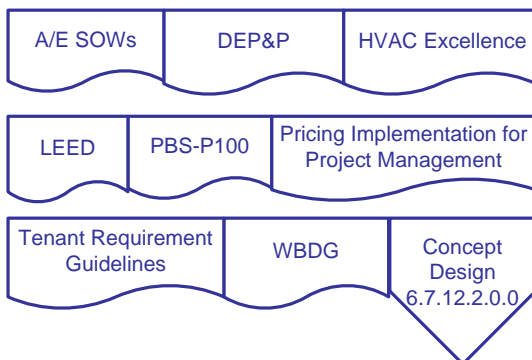 A/E SOWs
DEP&P
HVAC Excellence
LEED
PBS-P100
Pricing Implementation for
Project Management
Tenant Requirement
Guidelines
WBDG
Concept
Design
6.7.12.2.0.0